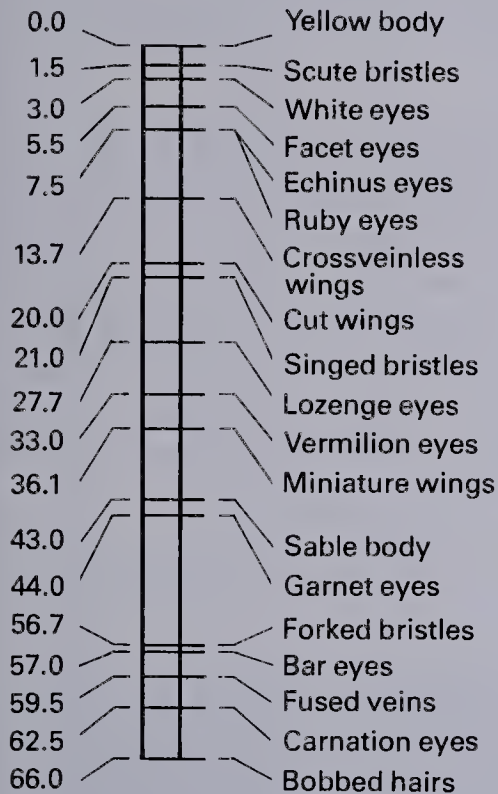 0.0 Yellow body
1.5 Scute bristles
3.0 White eyes
5.5 Facet eyes
7.5 Echinus eyes
Ruby eyes
13.7 Crossveinless
wings
20.0 Cut wings
21.0 Singed bristles
27.7 Lozenge eyes
33.0 Vermilion eyes
36.1 Miniature wings
43.0 Sable body
44.0 Garnet eyes
56.7 Forked bristles
57.0 Bar eyes
59.5 Fused veins
62.5 Carnation eyes
66.0 Bobbed hairs